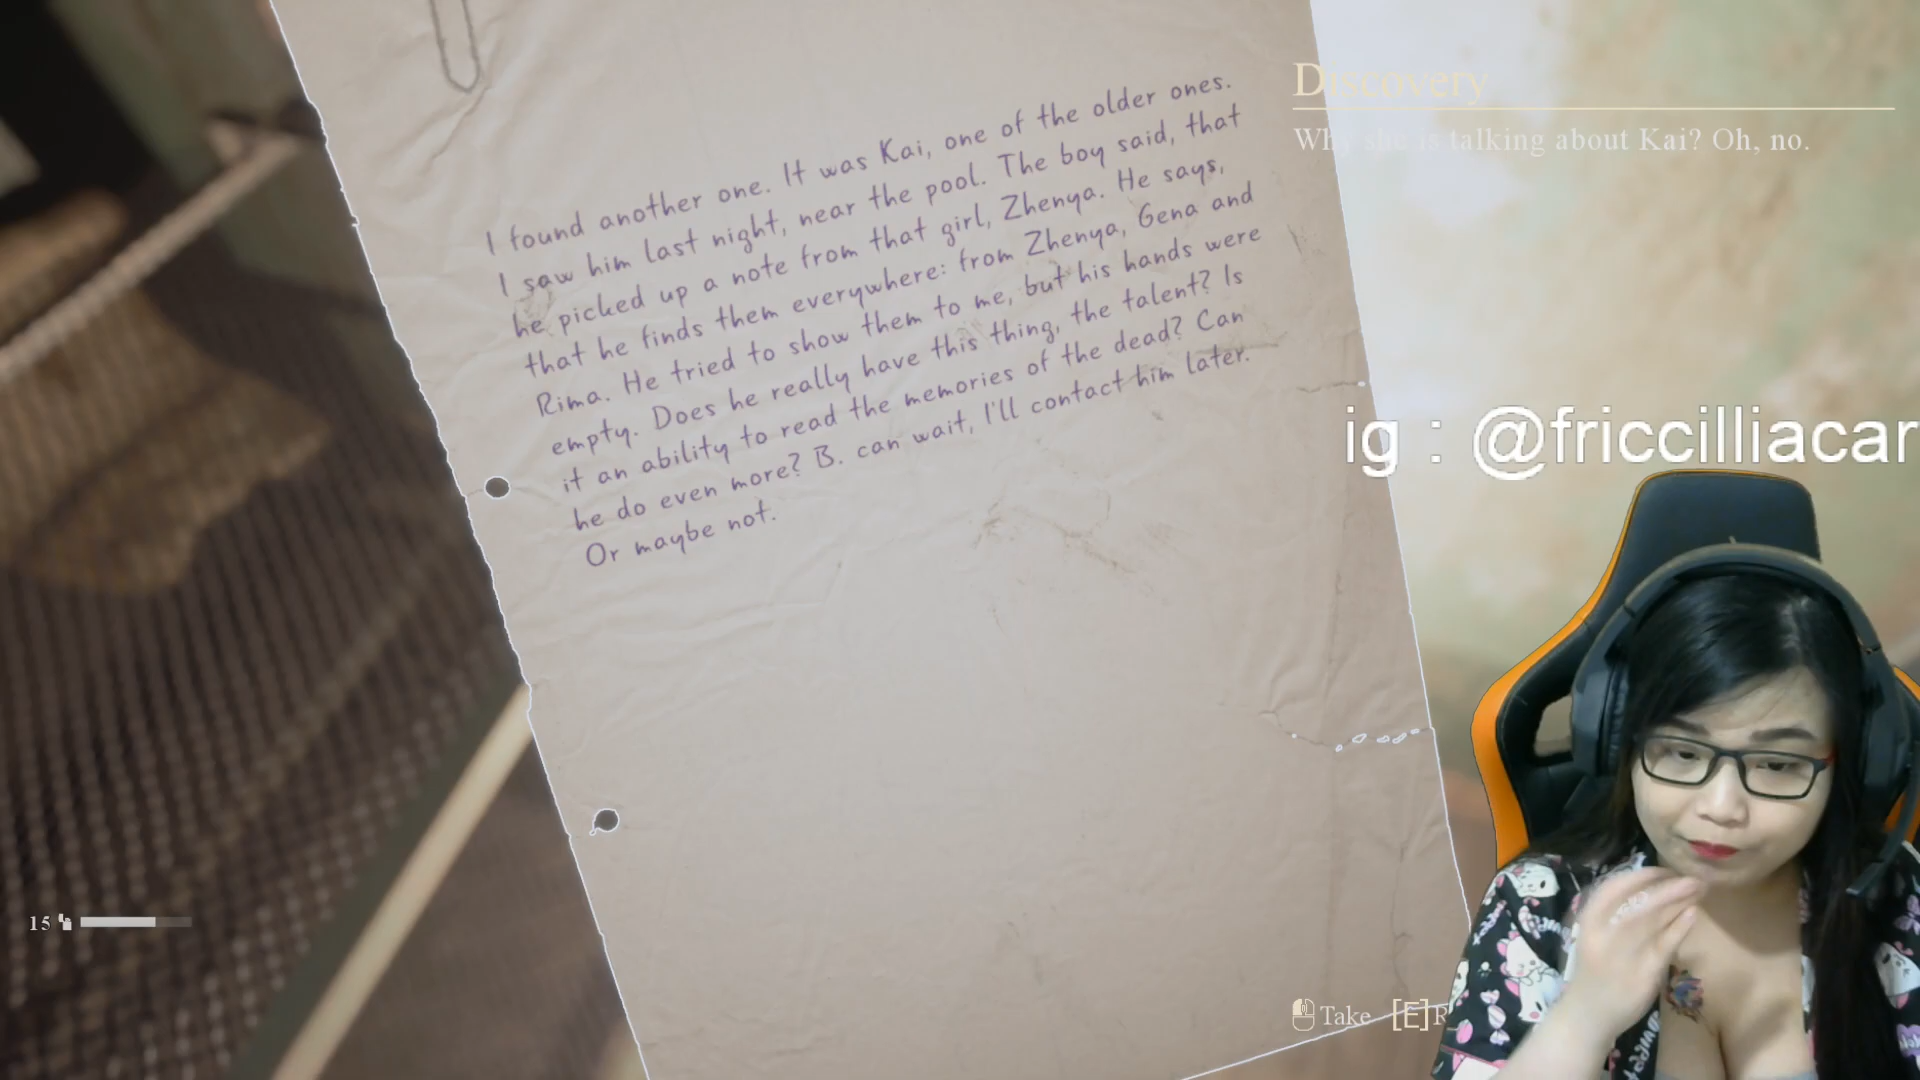 Discovery
Why she is talking about Kai? Oh, no.
I found another one. It was Kai, one of the older ones.
I saw him last night, near the pool. The boy said, that
he picked up a note from that girl, Zhenya. He says,
that he finds them everywhere: from Zhenya, Gena and
Rima. He tried to show them to me, but his hands were
empty. Does he really have this thing, the talent? Is
it an ability to read the memories of the dead? Can
he do even more? B. can wait, I'll contact him later.
Or maybe not.
ig : @friccilliacar
15
Take [E]R